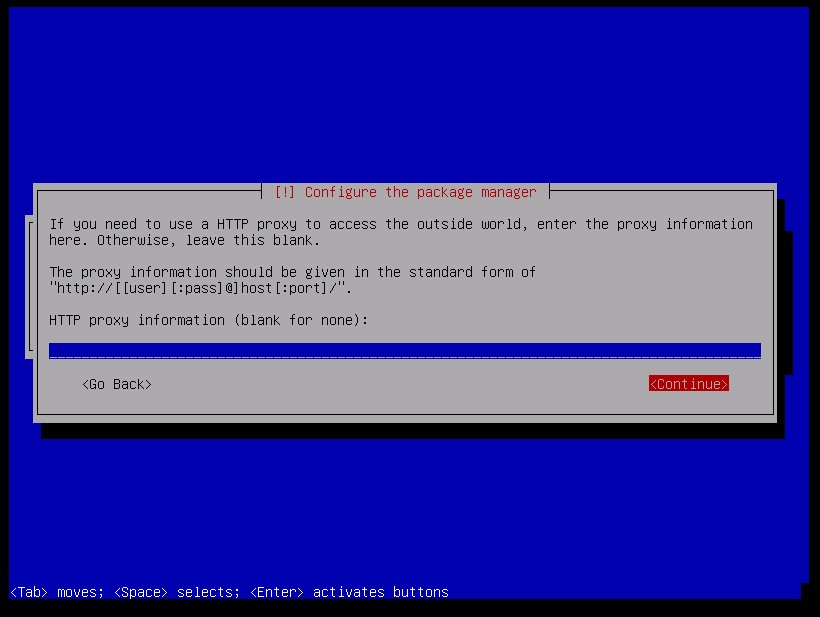 [!] Configure the package manager
If you need to use a HTTP proxy to access the outside world, enter the proxy information
here. Otherwise, leave this blank.
The proxy information should be given in the standard form of
"http://[[user][:pass]@]host[:port]/".
HTTP proxy information (blank for none):
<Go Back>
<Continue>
<Tab> moves; <Space> selects; <Enter> activates buttons